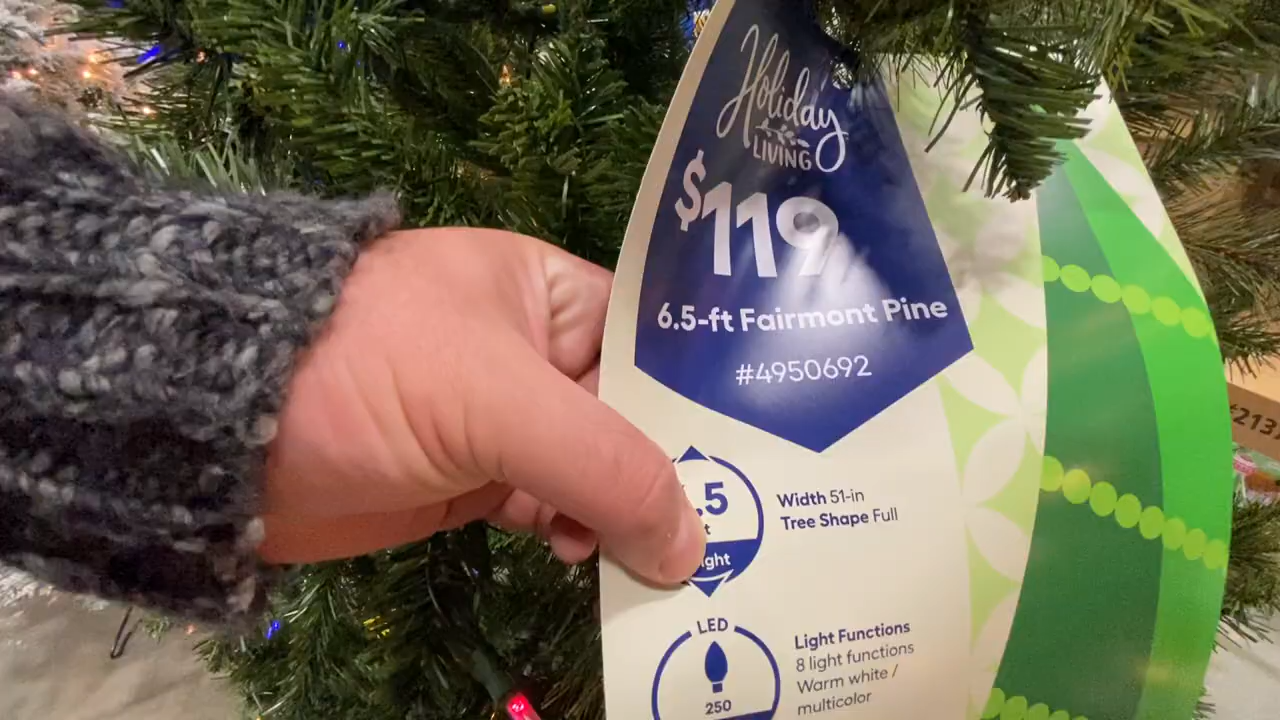 Holiday
LIVING
$119
6.5-ft Fairmont Pine
#4950692
.5
Width 51-in
Tree Shape Full
LED
250
Light Functions
8 light functions
Warm white /
multicolor